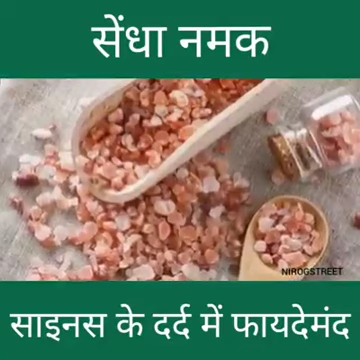 सेंधा नमक
NIROGSTREET
साइनस के दर्द में फायदेमंद